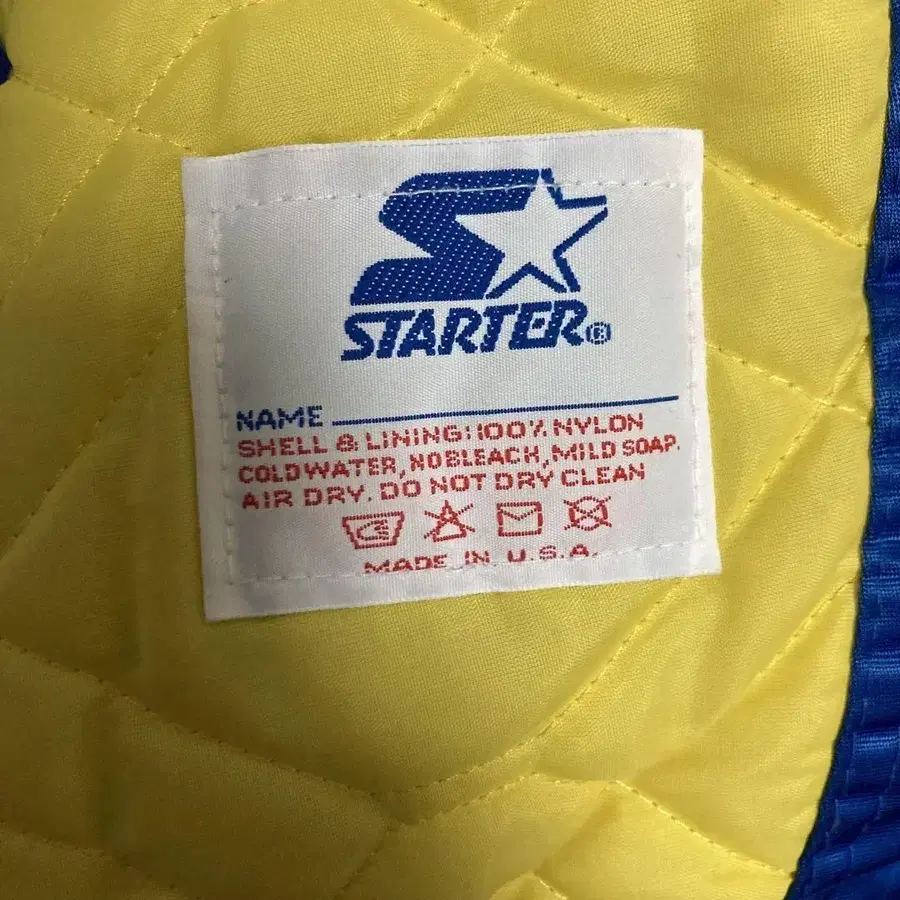 STARTER®
NAME
SHELL & LINING: 100% NYLON
COLD WATER, NO BLEACH, MILD SOAP.
AIR DRY. DO NOT DRY CLEAN
MADE IN U.S.A.